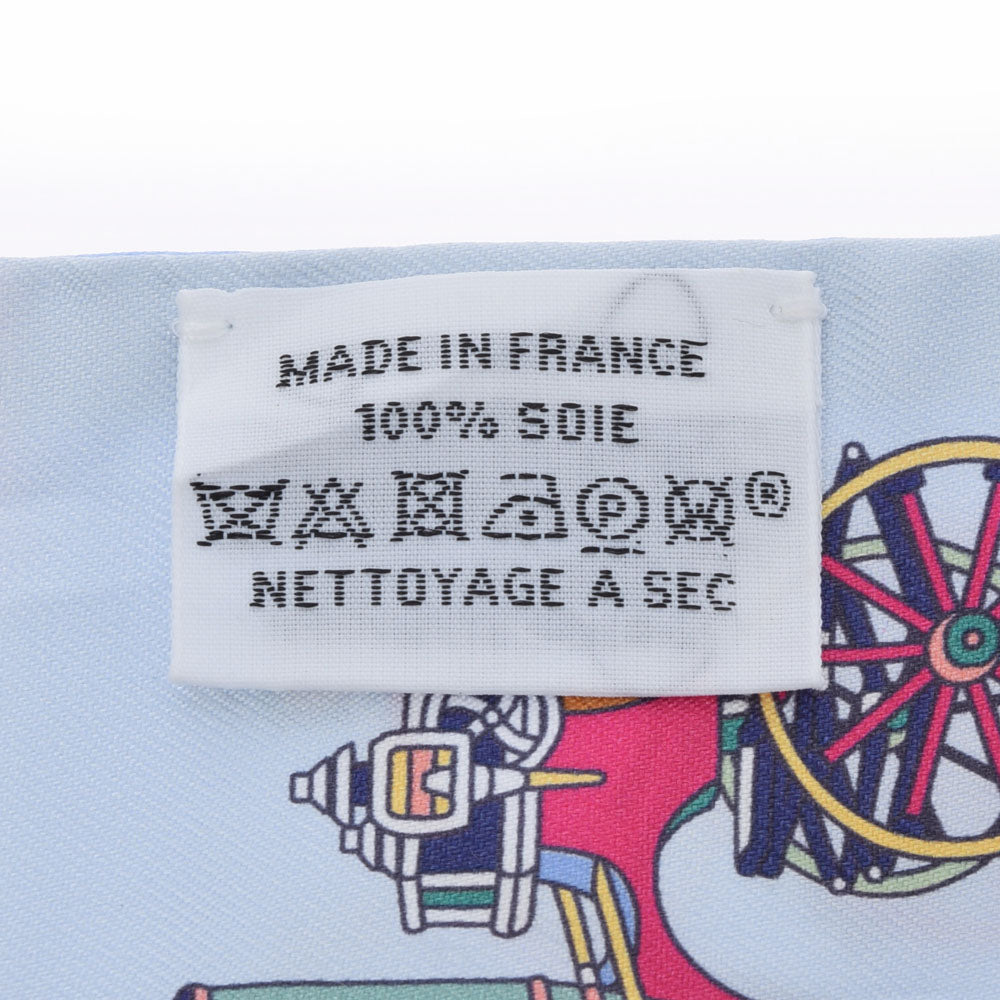 MADE IN FRANCE
100% SOIE
P ®
NETTOYAGE A SEC